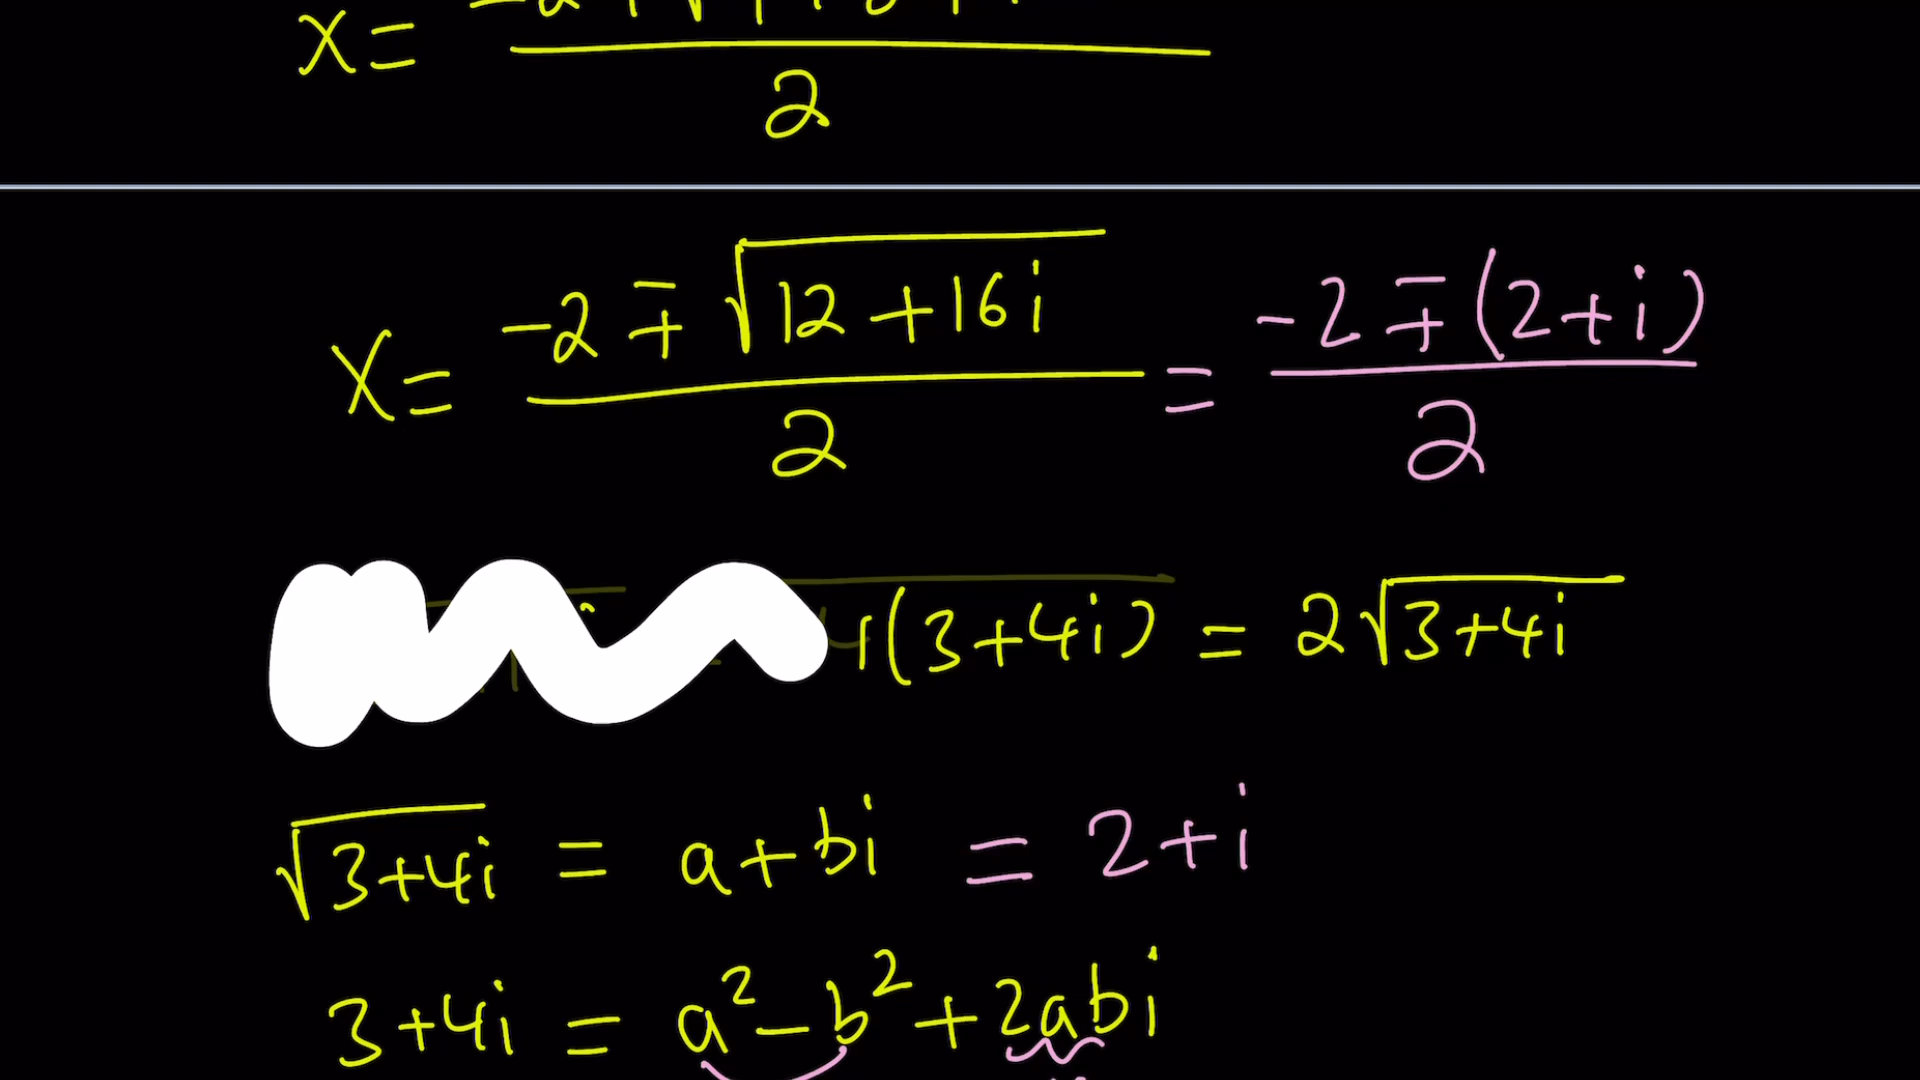 x= / 2
x= (-2 ∓ √(12+16i)) / 2 = (-2 ∓ (2+i)) / 2
(3+4i) = 2√(3+4i)
√(3+4i) = a+bi = 2+i
3+4i = a²-b²+2abi